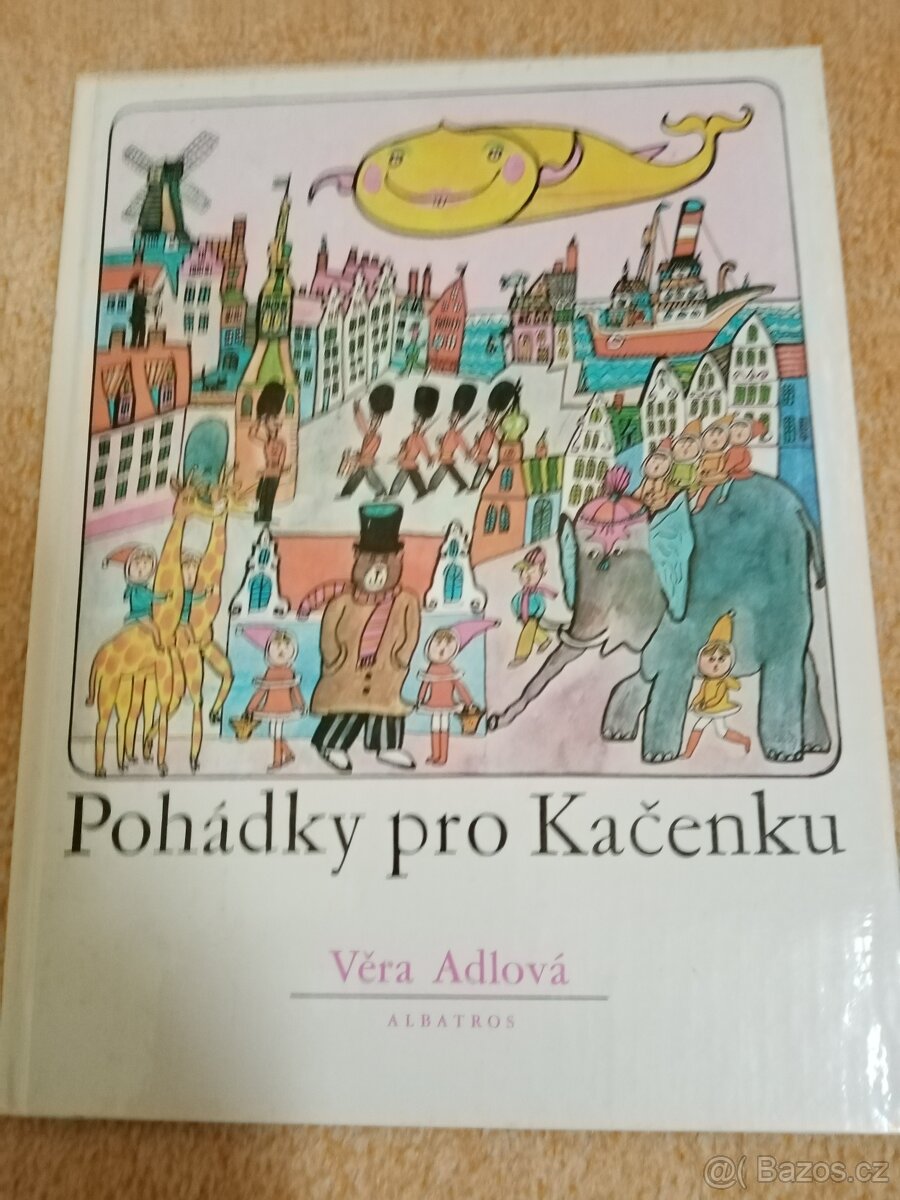 Pohádky pro Kačenku
Věra Adlová
ALBATROS
@( Bazos.cz